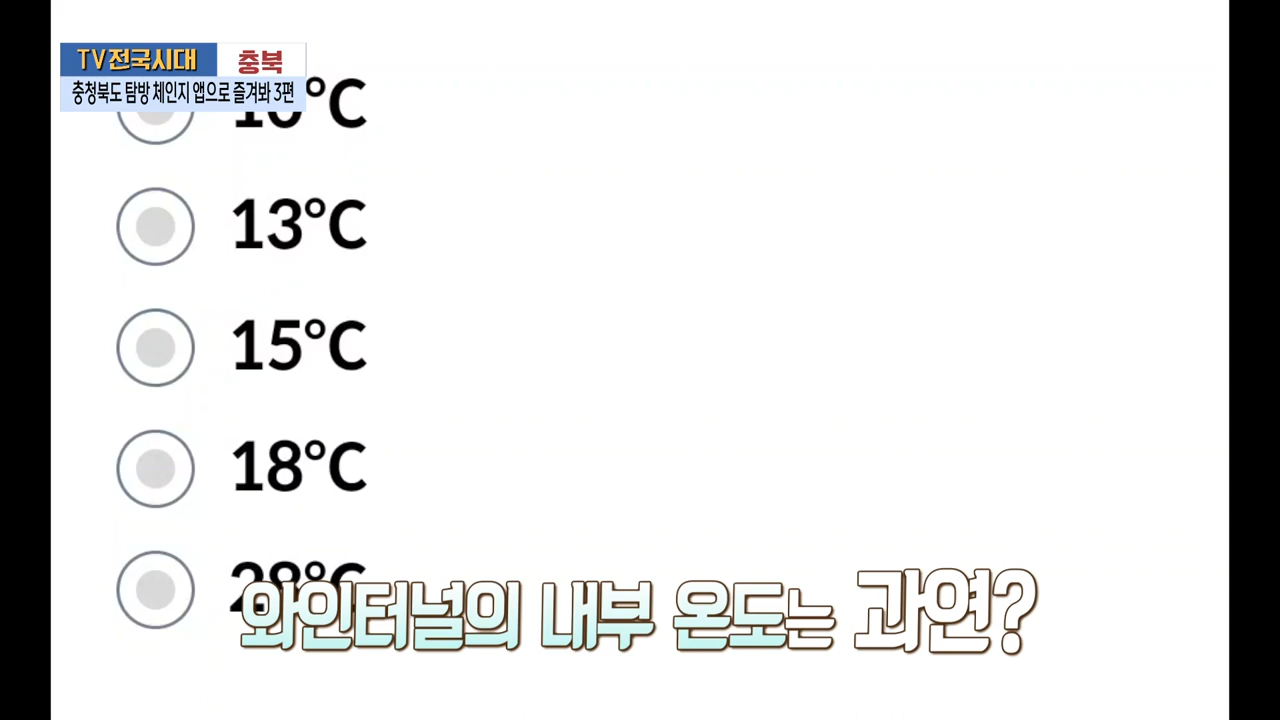 TV전국시대 충북
충청북도 탐방 체인지 앱으로 즐겨봐 3편
13°C
15°C
18°C
28°C
와인터널의 내부 온도는 과연?